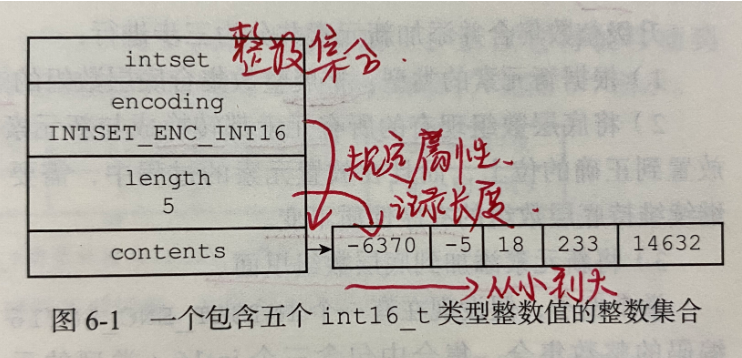 intset 整数集合.
encoding
INTSET_ENC_INT16
规定属性、
length
记录长度
5
contents
-6370 -5 18 233 14632
从小到大
图 6-1 一个包含五个 int16_t 类型整数值的整数集合